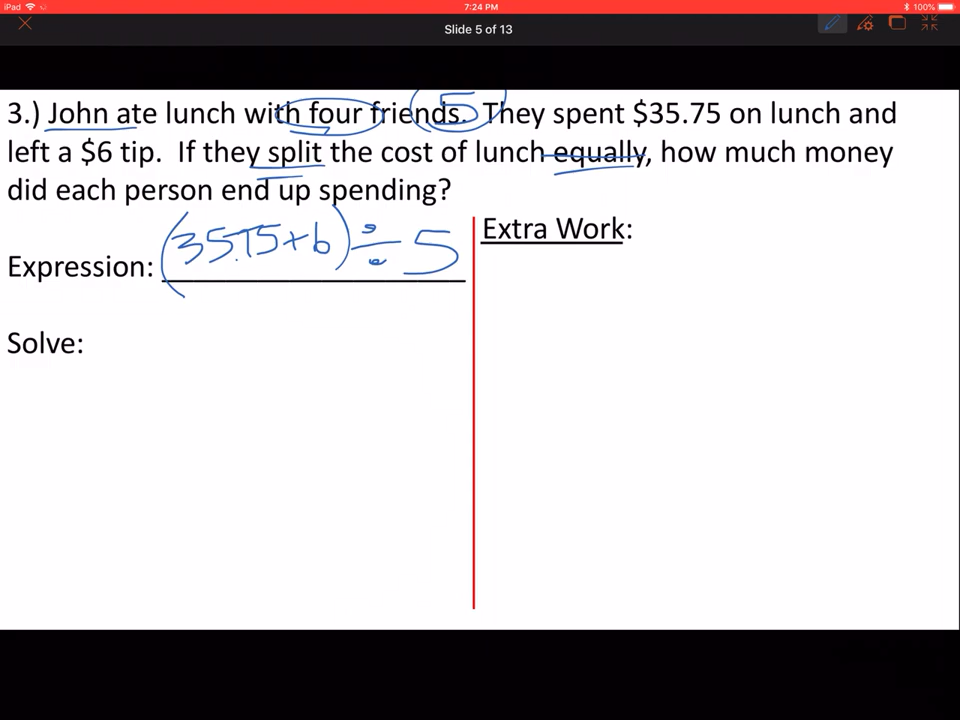 iPad 7:24 PM 100%
Slide 5 of 13
5
3.) John ate lunch with four friends. They spent $35.75 on lunch and
left a $6 tip. If they split the cost of lunch equally, how much money
did each person end up spending?
Extra Work:
Expression: (35.75+6) ÷ 5
Solve: